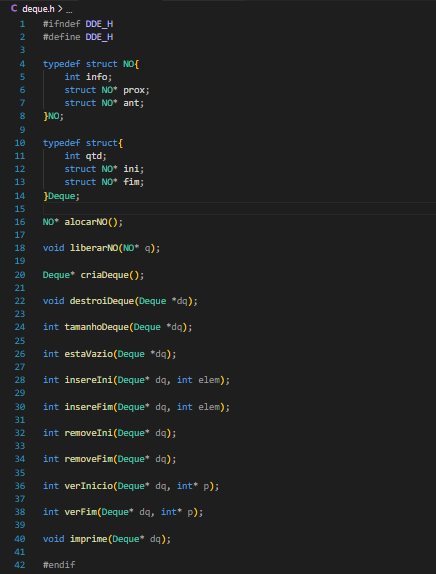 C deque.h > ...
1 #ifndef DDE_H
2 #define DDE_H
3
4 typedef struct NO{
5     int info;
6     struct NO* prox;
7     struct NO* ant;
8 }NO;
9
10 typedef struct{
11     int qtd;
12     struct NO* ini;
13     struct NO* fim;
14 }Deque;
15
16 NO* alocarNO();
17
18 void liberarNO(NO* q);
19
20 Deque* criaDeque();
21
22 void destroiDeque(Deque *dq);
23
24 int tamanhoDeque(Deque *dq);
25
26 int estaVazio(Deque *dq);
27
28 int insereIni(Deque* dq, int elem);
29
30 int insereFim(Deque* dq, int elem);
31
32 int removeIni(Deque* dq);
33
34 int removeFim(Deque* dq);
35
36 int verInicio(Deque* dq, int* p);
37
38 int verFim(Deque* dq, int* p);
39
40 void imprime(Deque* dq);
41
42 #endif